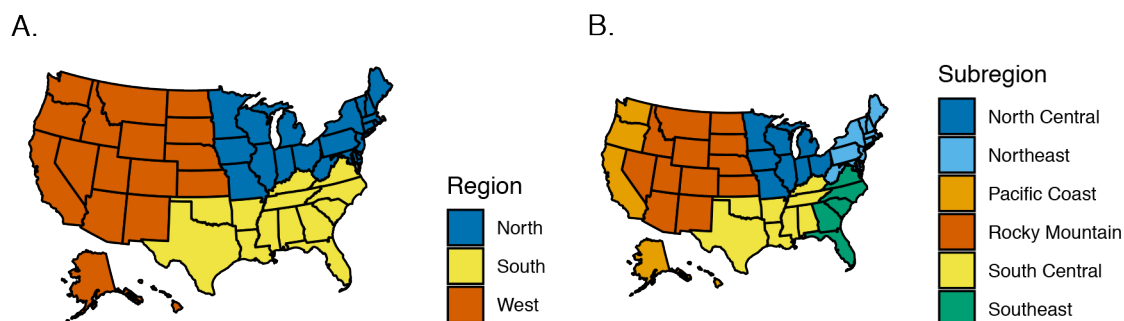 A.
Region
North
South
West
B.
Subregion
North Central
Northeast
Pacific Coast
Rocky Mountain
South Central
Southeast